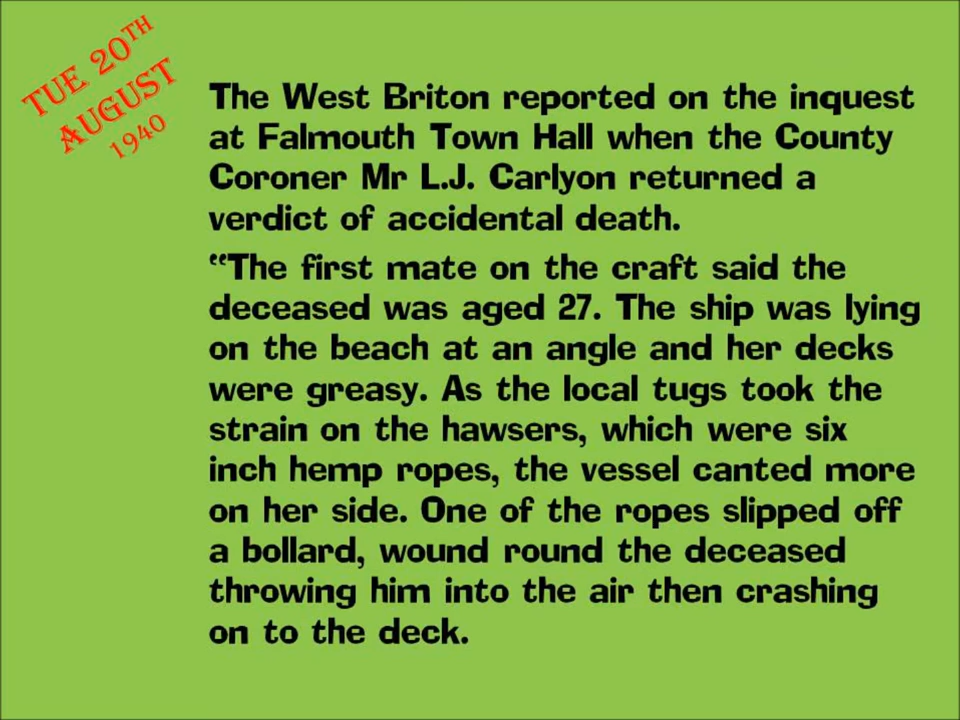 TUE 20TH
AUGUST
1940
The West Briton reported on the inquest
at Falmouth Town Hall when the County
Coroner Mr L.J. Carlyon returned a
verdict of accidental death.
“The first mate on the craft said the
deceased was aged 27. The ship was lying
on the beach at an angle and her decks
were greasy. As the local tugs took the
strain on the hawsers, which were six
inch hemp ropes, the vessel canted more
on her side. One of the ropes slipped off
a bollard, wound round the deceased
throwing him into the air then crashing
on to the deck.